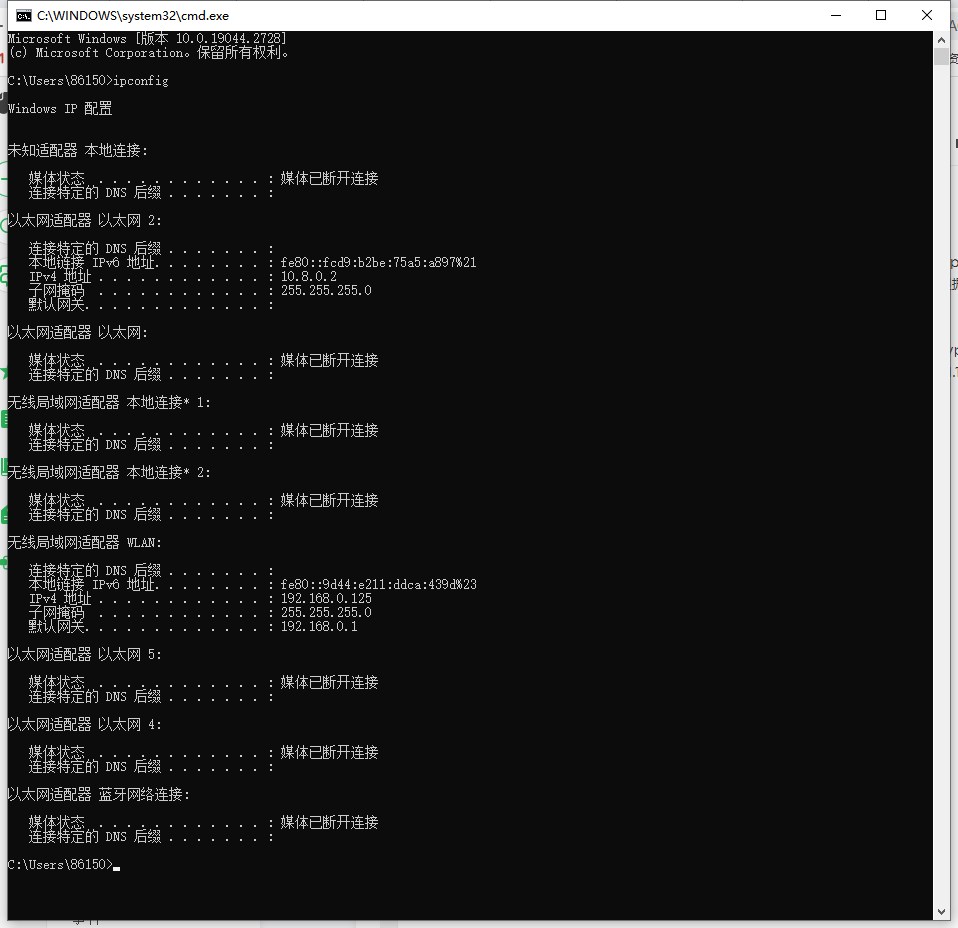 C:\WINDOWS\system32\cmd.exe
Microsoft Windows [版本 10.0.19044.2728]
(c) Microsoft Corporation。保留所有权利。
C:\Users\86150>ipconfig
Windows IP 配置
未知适配器 本地连接:
媒体状态 . . . . . . . . . . . . : 媒体已断开连接
连接特定的 DNS 后缀 . . . . . . . :
以太网适配器 以太网 2:
连接特定的 DNS 后缀 . . . . . . . :
本地链接 IPv6 地址. . . . . . . . : fe80::fcd9:b2be:75a5:a897%21
IPv4 地址 . . . . . . . . . . . . : 10.8.0.2
子网掩码 . . . . . . . . . . . . : 255.255.255.0
默认网关. . . . . . . . . . . . . :
以太网适配器 以太网:
媒体状态 . . . . . . . . . . . . : 媒体已断开连接
连接特定的 DNS 后缀 . . . . . . . :
无线局域网适配器 本地连接* 1:
媒体状态 . . . . . . . . . . . . : 媒体已断开连接
连接特定的 DNS 后缀 . . . . . . . :
无线局域网适配器 本地连接* 2:
媒体状态 . . . . . . . . . . . . : 媒体已断开连接
连接特定的 DNS 后缀 . . . . . . . :
无线局域网适配器 WLAN:
连接特定的 DNS 后缀 . . . . . . . :
本地链接 IPv6 地址. . . . . . . . : fe80::9d44:e211:ddca:439d%23
IPv4 地址 . . . . . . . . . . . . : 192.168.0.125
子网掩码 . . . . . . . . . . . . : 255.255.255.0
默认网关. . . . . . . . . . . . . : 192.168.0.1
以太网适配器 以太网 5:
媒体状态 . . . . . . . . . . . . : 媒体已断开连接
连接特定的 DNS 后缀 . . . . . . . :
以太网适配器 以太网 4:
媒体状态 . . . . . . . . . . . . : 媒体已断开连接
连接特定的 DNS 后缀 . . . . . . . :
以太网适配器 蓝牙网络连接:
媒体状态 . . . . . . . . . . . . : 媒体已断开连接
连接特定的 DNS 后缀 . . . . . . . :
C:\Users\86150>